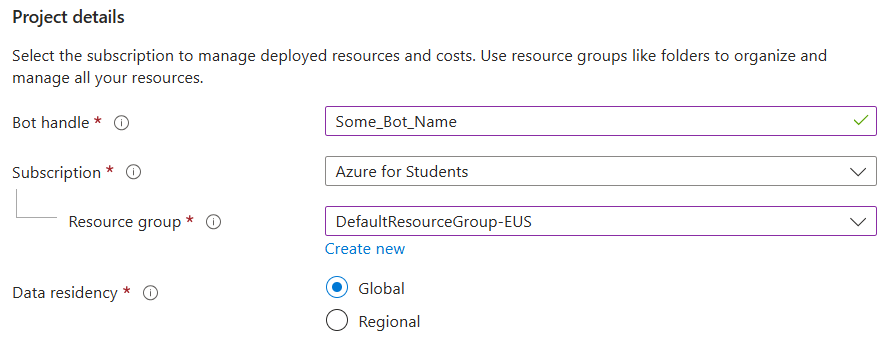 Project details
Select the subscription to manage deployed resources and costs. Use resource groups like folders to organize and
manage all your resources.
Bot handle *
Some_Bot_Name
Subscription *
Azure for Students
Resource group *
DefaultResourceGroup-EUS
Create new
Data residency *
Global
Regional